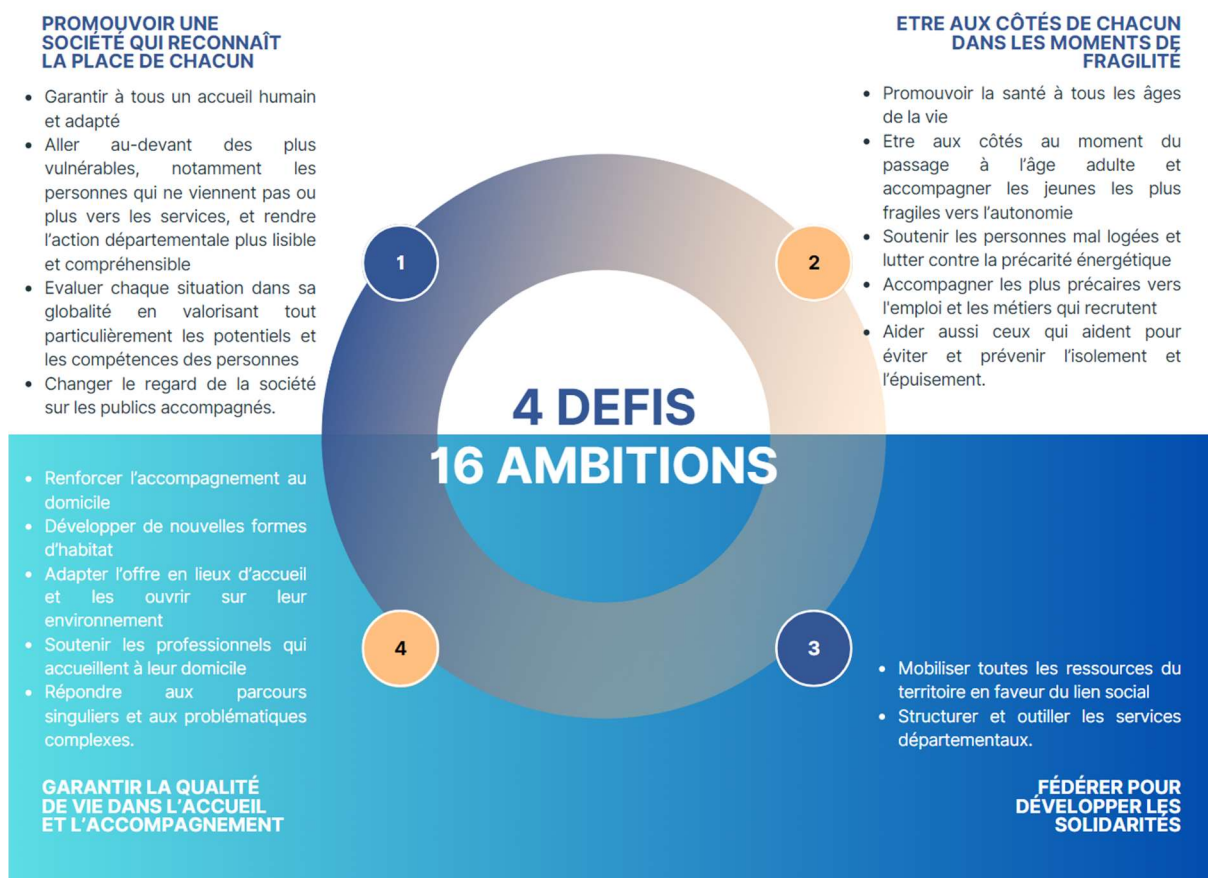 PROMOUVOIR UNE
SOCIÉTÉ QUI RECONNAÎT
LA PLACE DE CHACUN
• Garantir à tous un accueil humain
et adapté
• Aller au-devant des plus
vulnérables, notamment les
personnes qui ne viennent pas ou
plus vers les services, et rendre
l'action départementale plus lisible
et compréhensible
• Evaluer chaque situation dans sa
globalité en valorisant tout
particulièrement les potentiels et
les compétences des personnes
• Changer le regard de la société
sur les publics accompagnés.
1
ETRE AUX CÔTÉS DE CHACUN
DANS LES MOMENTS DE
FRAGILITÉ
• Promouvoir la santé à tous les âges
de la vie
• Etre aux côtés au moment du
passage à l'âge adulte et
accompagner les jeunes les plus
fragiles vers l'autonomie
• Soutenir les personnes mal logées et
lutter contre la précarité énergétique
• Accompagner les plus précaires vers
l'emploi et les métiers qui recrutent
• Aider aussi ceux qui aident pour
éviter et prévenir l'isolement et
l'épuisement.
2
4 DEFIS
16 AMBITIONS
• Renforcer l'accompagnement au
domicile
• Développer de nouvelles formes
d'habitat
• Adapter l'offre en lieux d'accueil
et les ouvrir sur leur
environnement
• Soutenir les professionnels qui
accueillent à leur domicile
• Répondre aux parcours
singuliers et aux problématiques
complexes.
GARANTIR LA QUALITÉ
DE VIE DANS L'ACCUEIL
ET L'ACCOMPAGNEMENT
4
3
• Mobiliser toutes les ressources du
territoire en faveur du lien social
• Structurer et outiller les services
départementaux.
FÉDÉRER POUR
DÉVELOPPER LES
SOLIDARITÉS